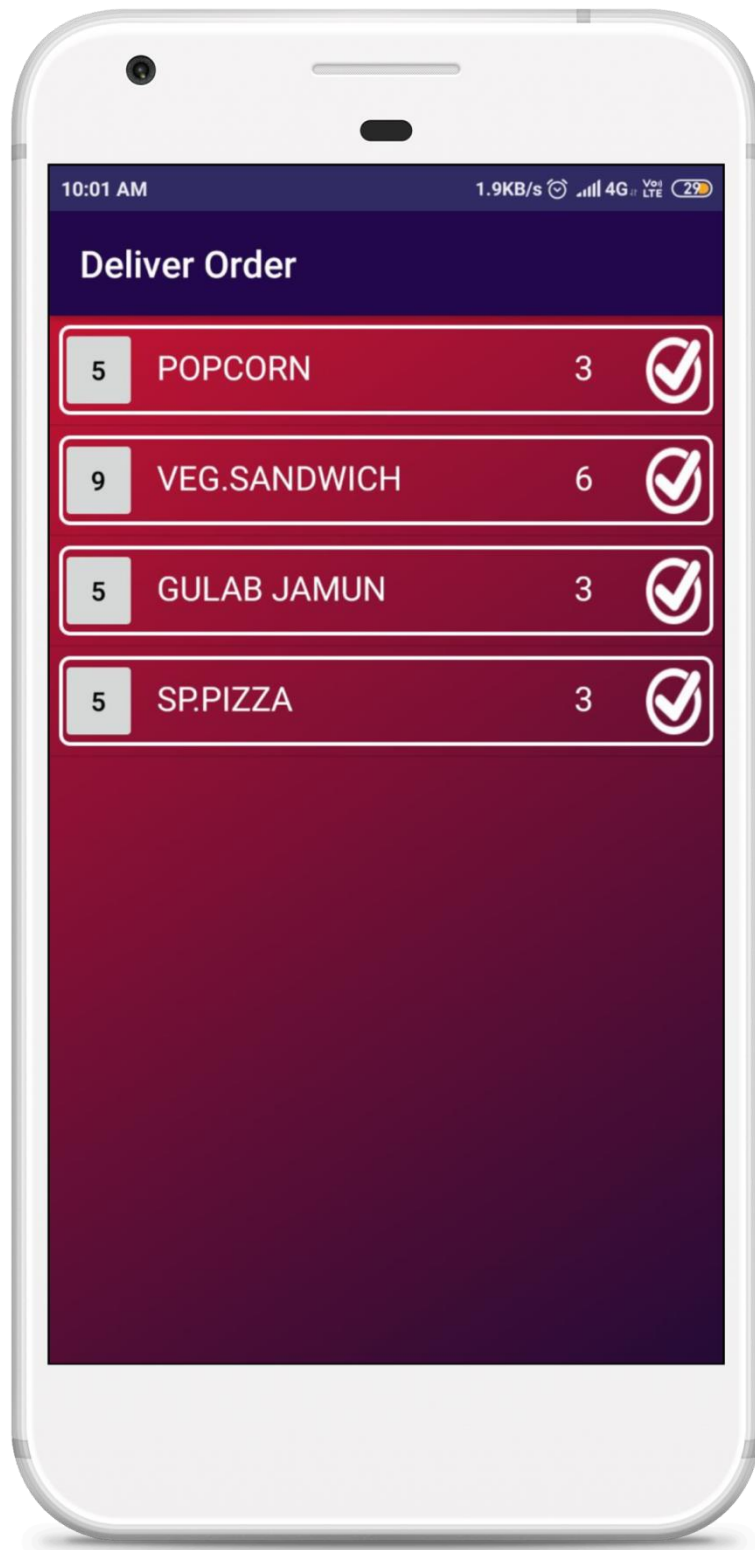 10:01 AM 1.9KB/s 4G Vo) LTE 29
Deliver Order
5 POPCORN 3
9 VEG.SANDWICH 6
5 GULAB JAMUN 3
5 SP.PIZZA 3